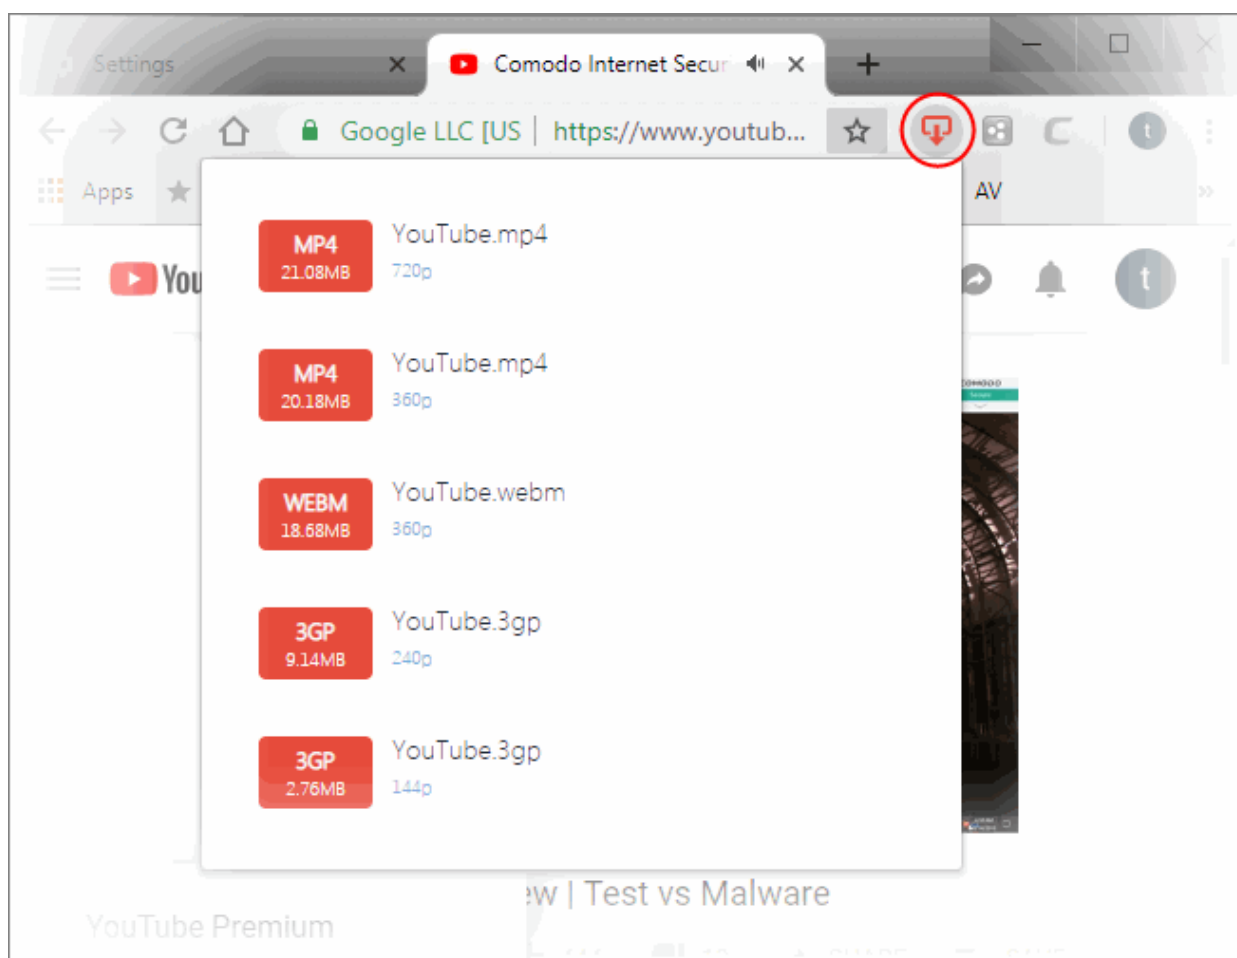 Settings
Comodo Internet Secur
Google LLC [US | https://www.youtub...
t
Apps
AV
You
t
MP4
21.08MB
YouTube.mp4
720p
MP4
20.18MB
YouTube.mp4
360p
WEBM
18.68MB
YouTube.webm
360p
3GP
9.14MB
YouTube.3gp
240p
3GP
2.76MB
YouTube.3gp
144p
COMODO
ew | Test vs Malware
YouTube Premium